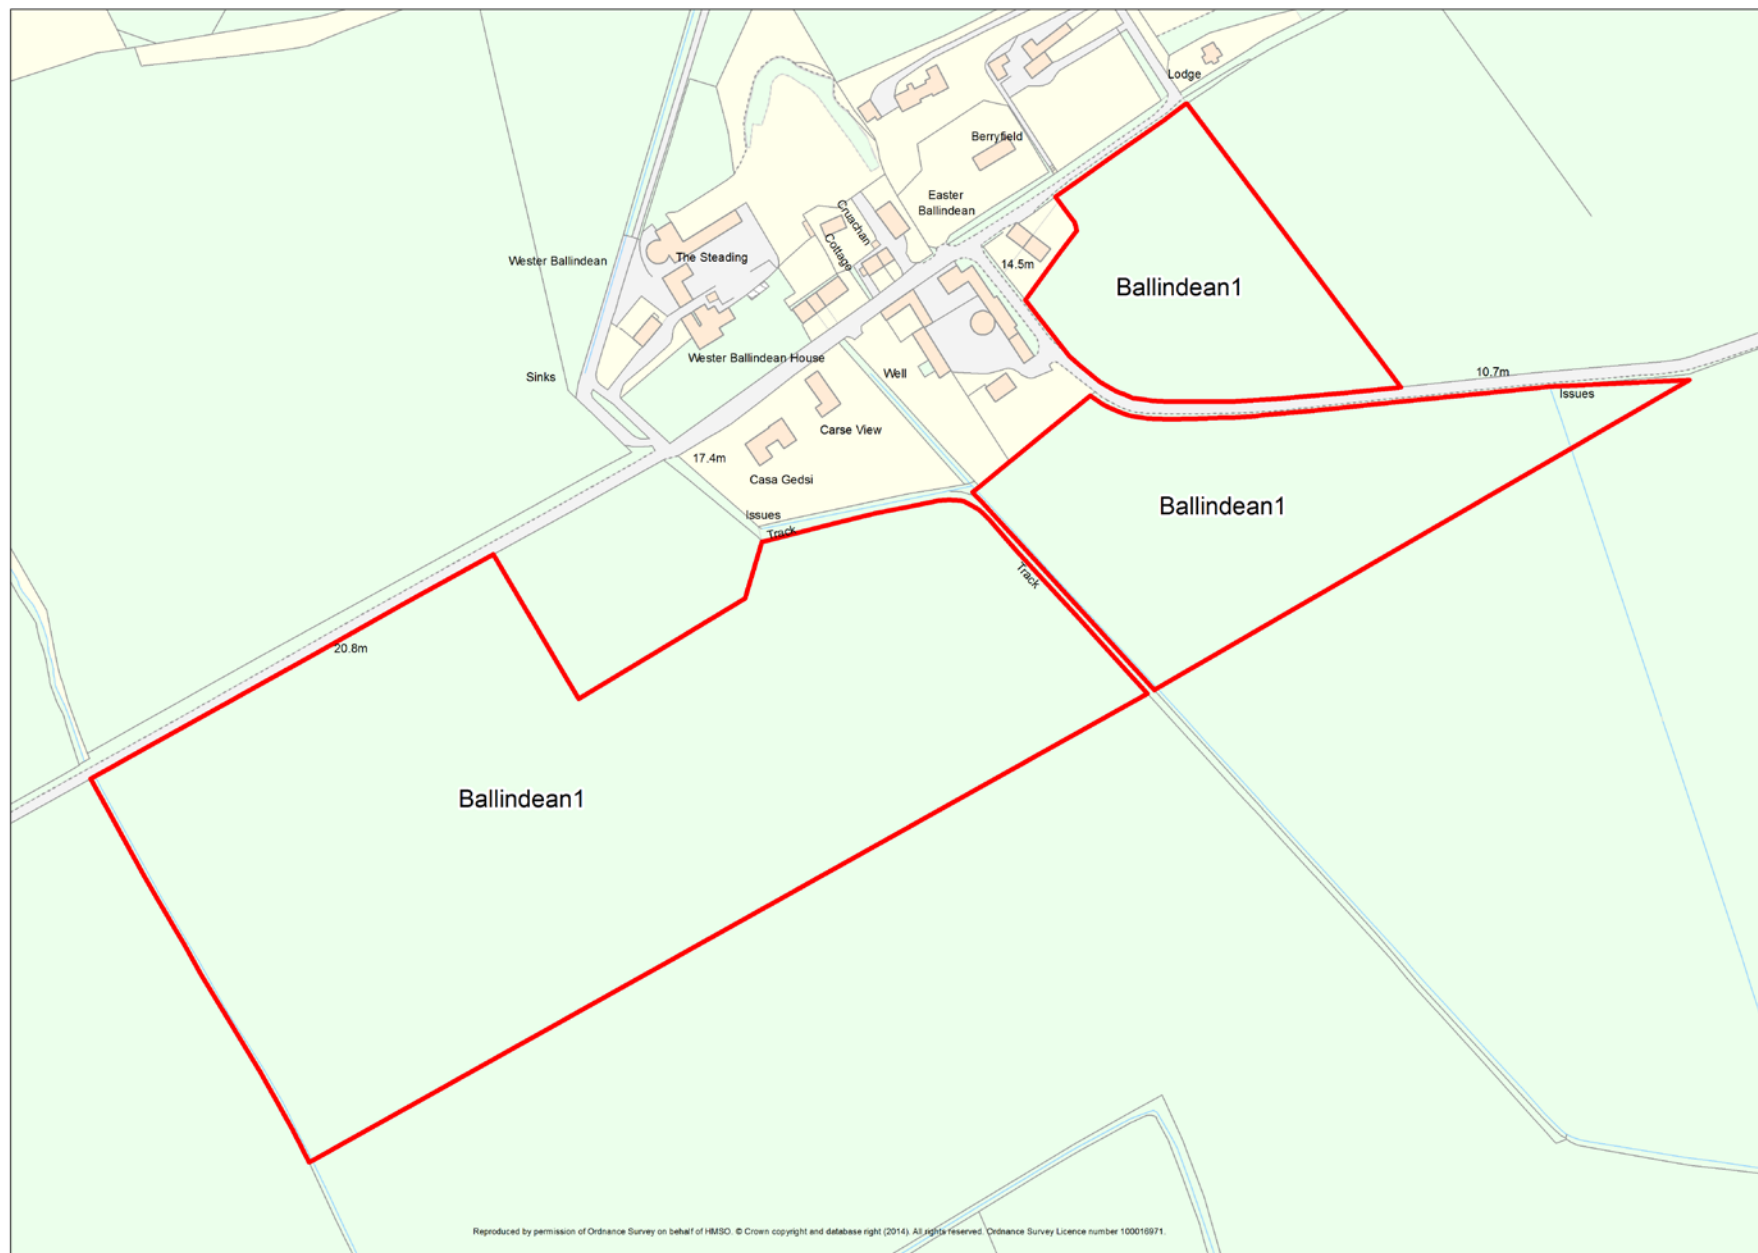 Lodge
Berryfield
Easter
Ballindean
Cruachan
Cottage
The Steading
Wester Ballindean
14.5m
Ballindean1
Wester Ballindean House
Sinks
Well
10.7m
Issues
Carse View
17.4m
Casa Gedsi
Ballindean1
Issues
Track
Track
20.8m
Ballindean1
Reproduced by permission of Ordnance Survey on behalf of HMSO. © Crown copyright and database right (2014). All rights reserved. Ordnance Survey Licence number 100016971.